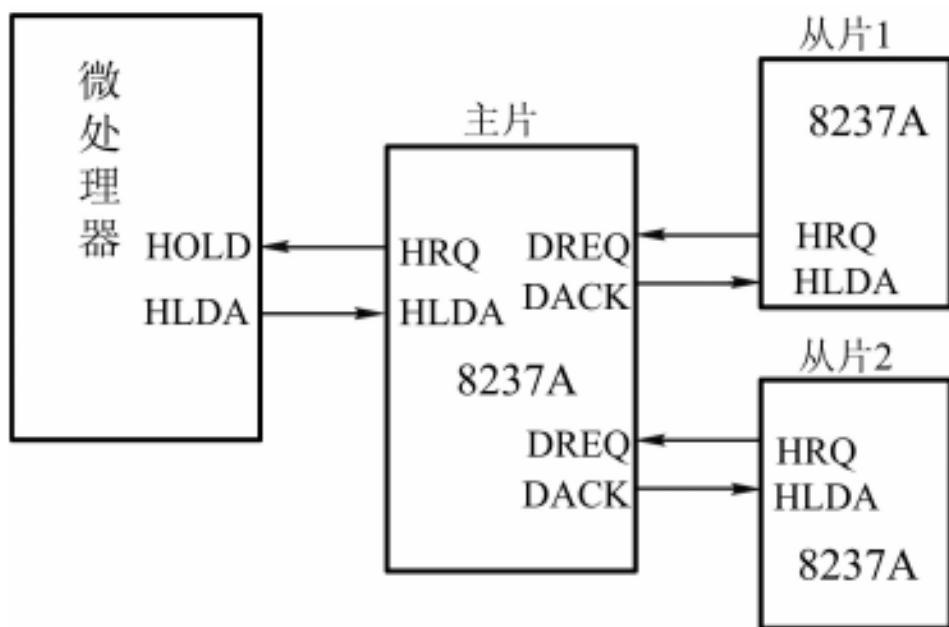 微处理器
HOLD
HLDA
主片
HRQ
HLDA
8237A
DREQ
DACK
DREQ
DACK
从片1
8237A
HRQ
HLDA
从片2
HRQ
HLDA
8237A